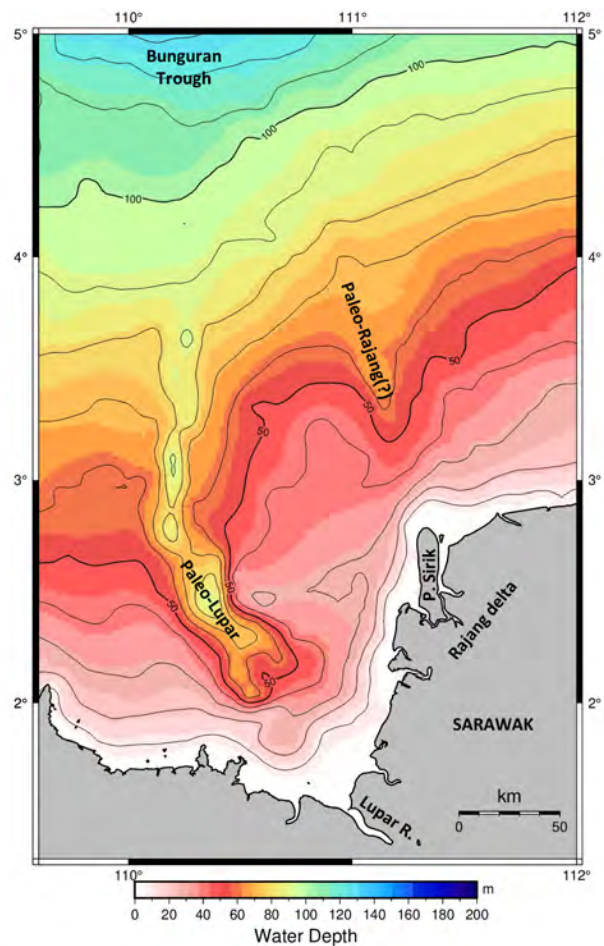 110°
111°
112°
5°
5°
Bunguran
Trough
100
100
100
4°
4°
Paleo-Rajang(?)
50
50
50
3°
3°
50
50
Paleo-Lupar
P. Sirik
Rajang delta
50
2°
2°
SARAWAK
km
0
50
Lupar R.
110°
111°
112°
m
0 20 40 60 80 100 120 140 160 180 200
Water Depth